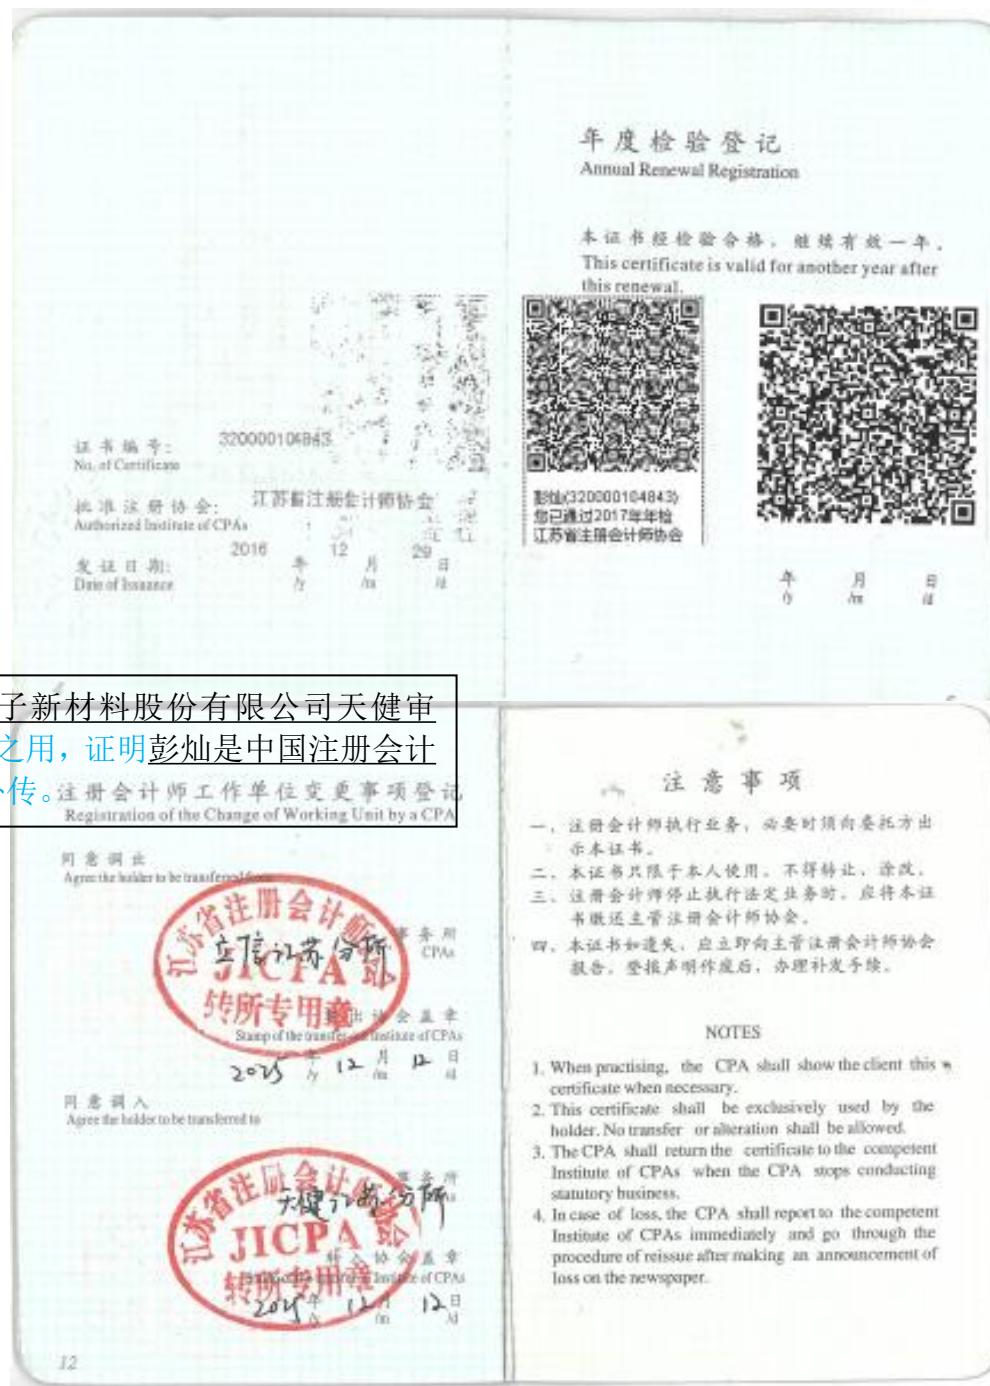 证书编号：
No. of Certificate
320000104843
批准注册协会：
Authorized Institute of CPAs
江苏省注册会计师协会
发证日期：
Date of Issuance
2016 年 12 月 29 日
/y /m /d
年度检验登记
Annual Renewal Registration
本证书经检验合格，继续有效一年。
This certificate is valid for another year after
this renewal.
彭灿(320000104843)
您已通过2017年年检
江苏省注册会计师协会
年 月 日
/y /m /d
子新材料股份有限公司天健审
之用，证明彭灿是中国注册会计
外传。
注册会计师工作单位变更事项登记
Registration of the Change of Working Unit by a CPA
同意调出
Agree the holder to be transferred from
江苏省注册会计师协会
立信江苏分所
事务所
CPAs
JICPA
转所专用章
转出协会盖章
Stamp of the transfer-out Institute of CPAs
2025 年 12 月 12 日
/y /m /d
同意调入
Agree the holder to be transferred to
江苏省注册会计师协会
天健江苏分所
事务所
CPAs
JICPA
转入协会盖章
转所专用章
Institute of CPAs
2025 年 12 月 12 日
/y /m /d
12
注意事项
一、注册会计师执行业务，必要时须向委托方出
示本证书。
二、本证书只限于本人使用，不得转让、涂改。
三、注册会计师停止执行法定业务时，应将本证
书缴还主管注册会计师协会。
四、本证书如遗失，应立即向主管注册会计师协会
报告，登报声明作废后，办理补发手续。
NOTES
1. When practising, the CPA shall show the client this
certificate when necessary.
2. This certificate shall be exclusively used by the
holder. No transfer or alteration shall be allowed.
3. The CPA shall return the certificate to the competent
Institute of CPAs when the CPA stops conducting
statutory business.
4. In case of loss, the CPA shall report to the competent
Institute of CPAs immediately and go through the
procedure of reissue after making an announcement of
loss on the newspaper.